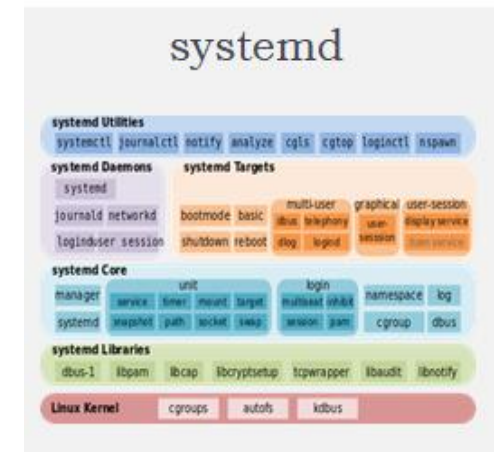 systemd
systemd Utilities
systemctl journalctl notify analyze cgls cgtop loginctl nspawn
systemd Daemons
systemd
journald networkd
logind user session
systemd Targets
bootmode basic
shutdown reboot
multi-user
dbus telephony
dlog logind
graphical
user-session
user-session
display service
systemd Core
manager
systemd
unit
service timer mount target
snapshot path socket swap
login
multiseat inhibit
session pam
namespace log
cgroup dbus
systemd Libraries
dbus-1 libpam libcap libcryptsetup tcpwrapper libaudit libnotify
Linux Kernel cgroups autofs kdbus